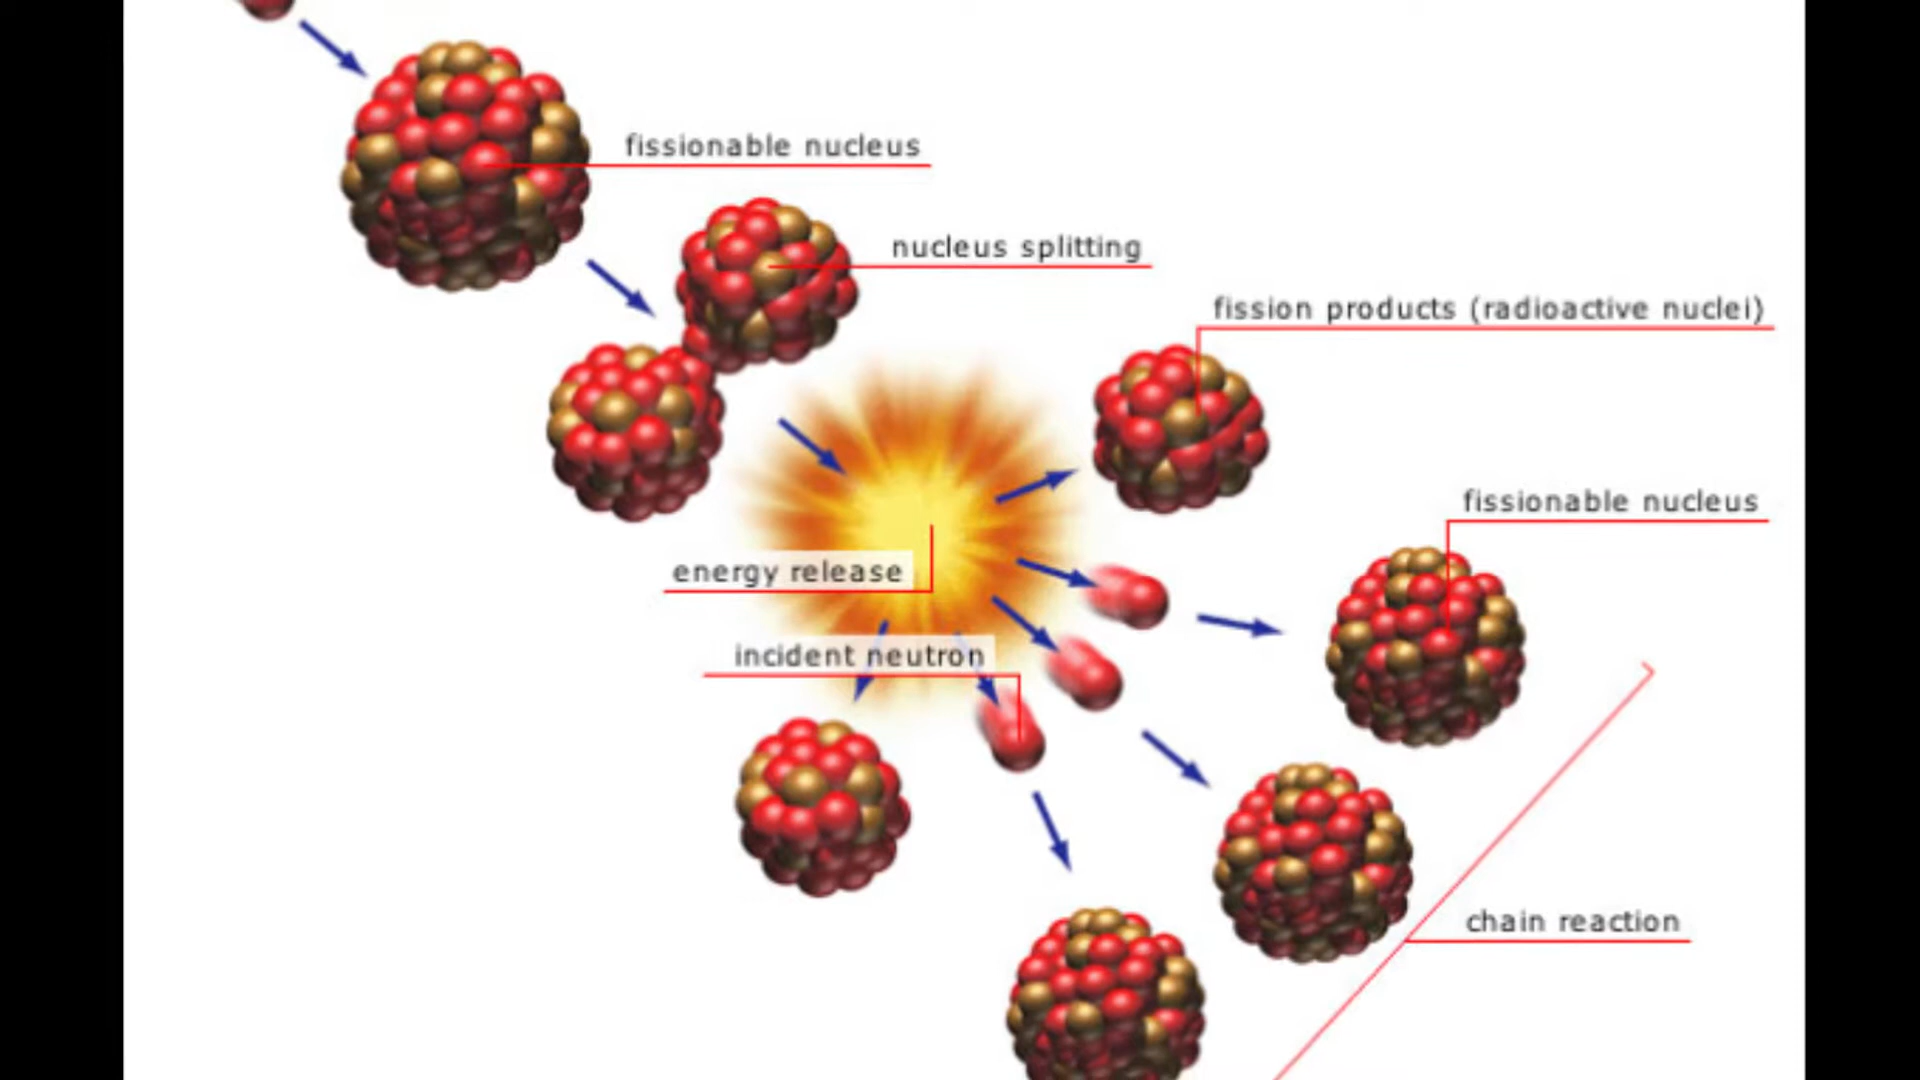 fissionable nucleus
nucleus splitting
fission products (radioactive nuclei)
fissionable nucleus
energy release
incident neutron
chain reaction